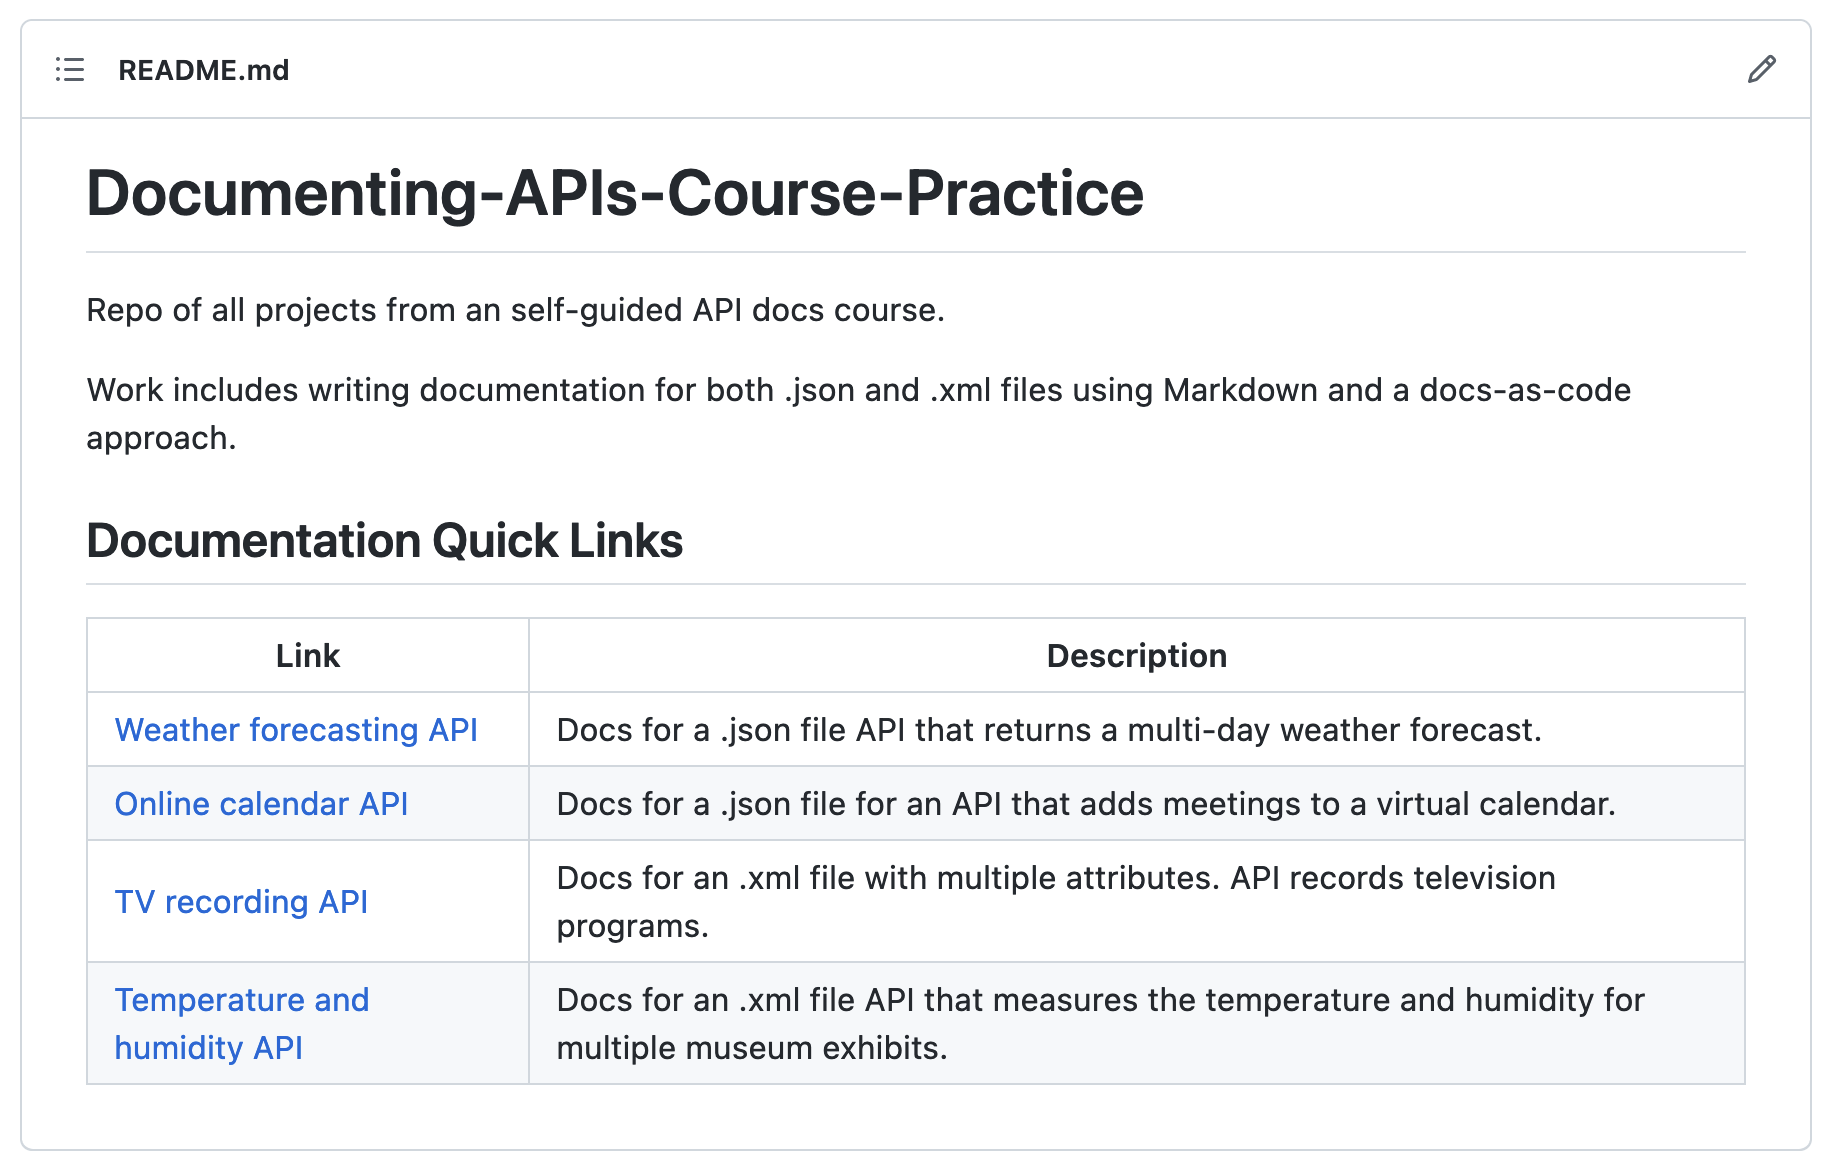 README.md
Documenting-APIs-Course-Practice
Repo of all projects from an self-guided API docs course.
Work includes writing documentation for both .json and .xml files using Markdown and a docs-as-code
approach.
Documentation Quick Links
Link Description
Weather forecasting API Docs for a .json file API that returns a multi-day weather forecast.
Online calendar API Docs for a .json file for an API that adds meetings to a virtual calendar.
TV recording API Docs for an .xml file with multiple attributes. API records television
programs.
Temperature and Docs for an .xml file API that measures the temperature and humidity for
humidity API multiple museum exhibits.